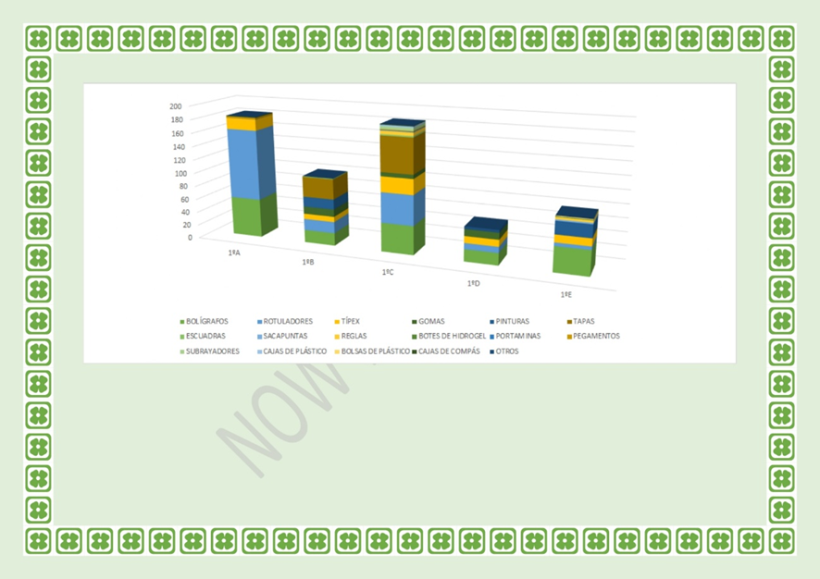 200
180
160
140
120
100
80
60
40
20
0
1ºA
1ºB
1ºC
1ºD
1ºE
BOLÍGRAFOS ROTULADORES TÍPEX GOMAS PINTURAS TAPAS
ESCUADRAS SACAPUNTAS REGLAS BOTES DE HIDROGEL PORTAMINAS PEGAMENTOS
SUBRAYADORES CAJAS DE PLÁSTICO BOLSAS DE PLÁSTICO CAJAS DE COMPÁS OTROS
NOW